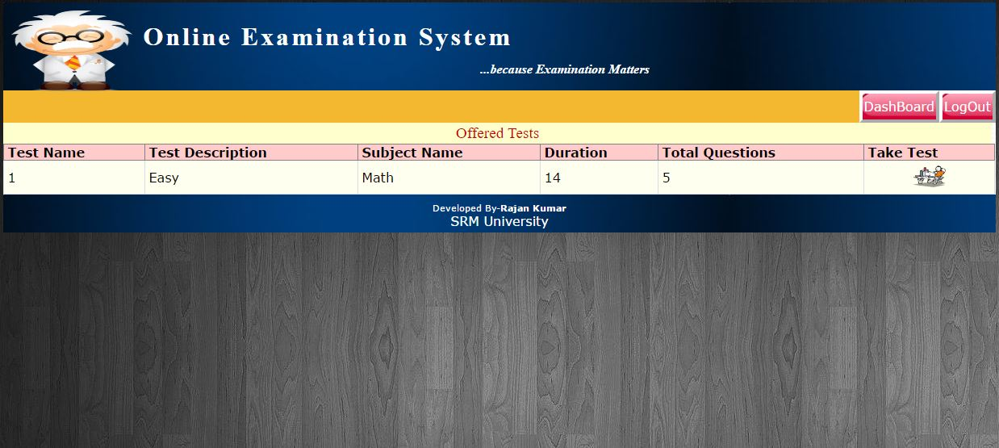 Online Examination System
...because Examination Matters
DashBoard LogOut
Offered Tests
Test Name Test Description Subject Name Duration Total Questions Take Test
1 Easy Math 14 5
Developed By-Rajan Kumar
SRM University